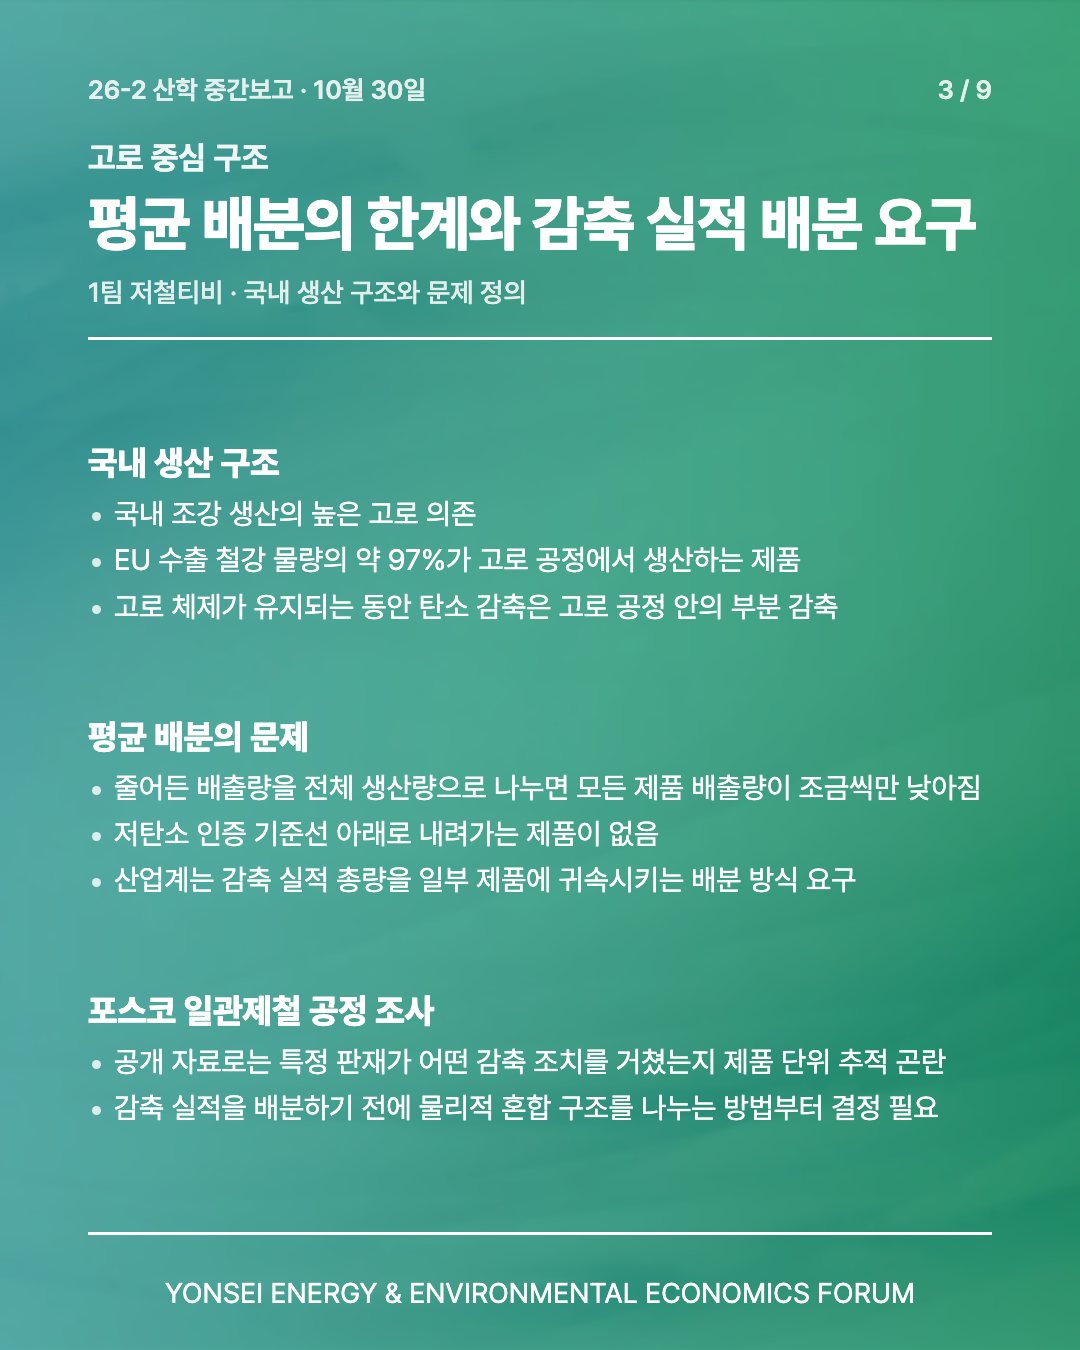 26-2 산학 중간보고 · 10월 30일
3 / 9
고로 중심 구조
평균 배분의 한계와 감축 실적 배분 요구
1팀 저철티비 · 국내 생산 구조와 문제 정의
국내 생산 구조
• 국내 조강 생산의 높은 고로 의존
• EU 수출 철강 물량의 약 97%가 고로 공정에서 생산하는 제품
• 고로 체제가 유지되는 동안 탄소 감축은 고로 공정 안의 부분 감축
평균 배분의 문제
• 줄어든 배출량을 전체 생산량으로 나누면 모든 제품 배출량이 조금씩만 낮아짐
• 저탄소 인증 기준선 아래로 내려가는 제품이 없음
• 산업계는 감축 실적 총량을 일부 제품에 귀속시키는 배분 방식 요구
포스코 일관제철 공정 조사
• 공개 자료로는 특정 판재가 어떤 감축 조치를 거쳤는지 제품 단위 추적 곤란
• 감축 실적을 배분하기 전에 물리적 혼합 구조를 나누는 방법부터 결정 필요
YONSEI ENERGY & ENVIRONMENTAL ECONOMICS FORUM